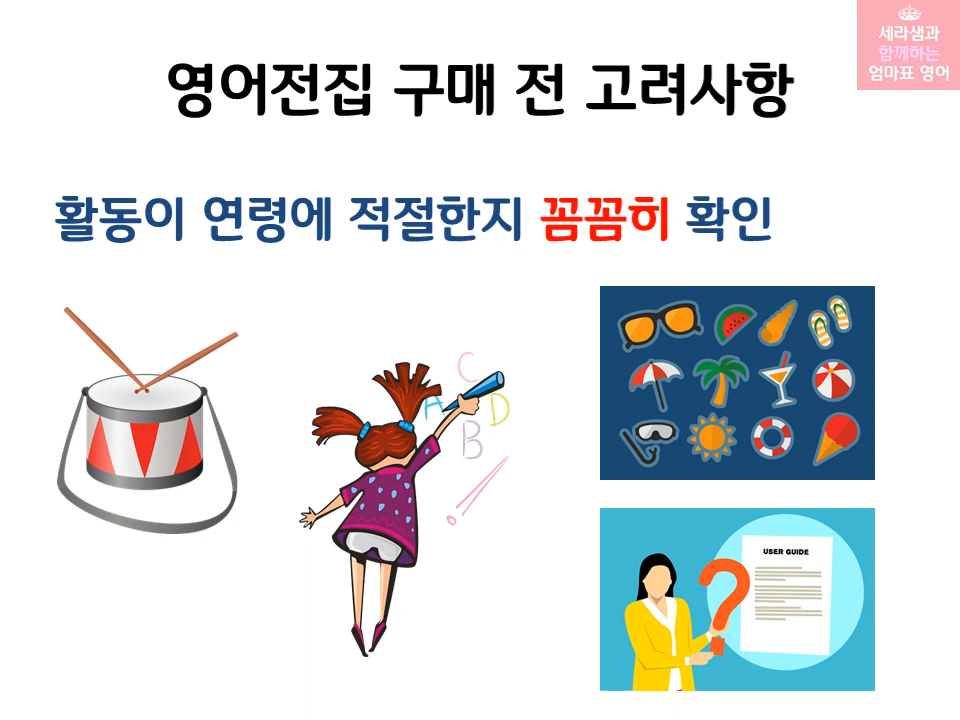 세라샘과
함께하는
엄마표 영어
영어전집 구매 전 고려사항
활동이 연령에 적절한지 꼼꼼히 확인
C
A
D
B
USER GUIDE